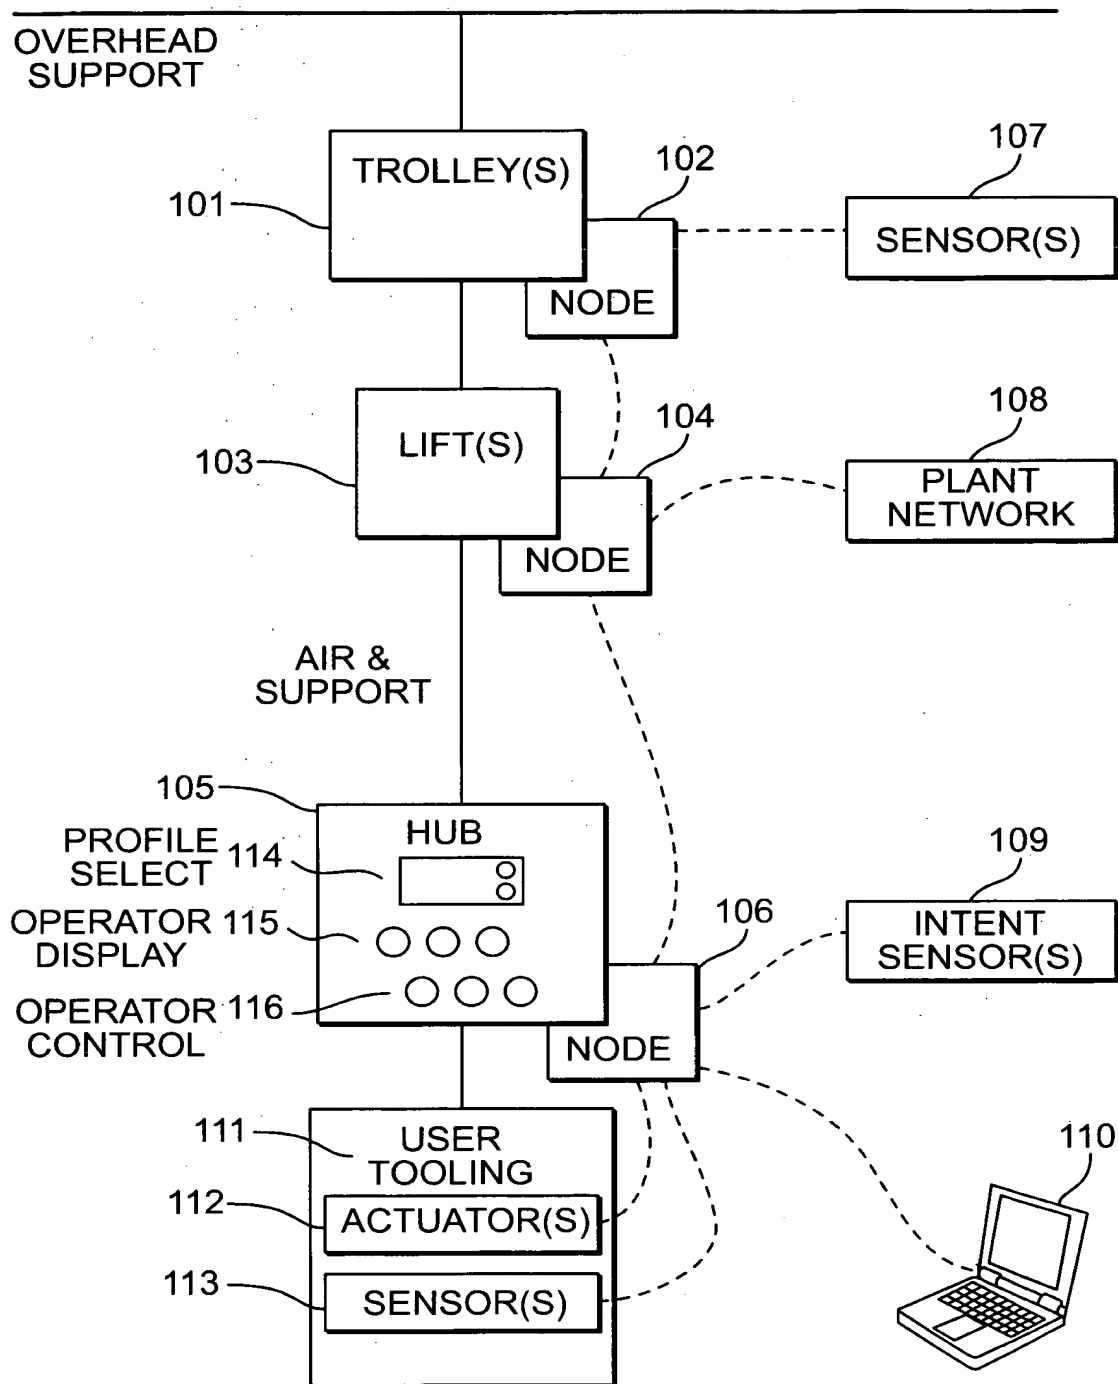 OVERHEAD
SUPPORT
TROLLEY(S)
101
102
NODE
107
SENSOR(S)
LIFT(S)
103
104
NODE
108
PLANT
NETWORK
AIR &
SUPPORT
105
HUB
PROFILE
SELECT
114
OPERATOR
DISPLAY
115
OPERATOR
CONTROL
116
106
NODE
109
INTENT
SENSOR(S)
111
USER
TOOLING
112
ACTUATOR(S)
113
SENSOR(S)
110